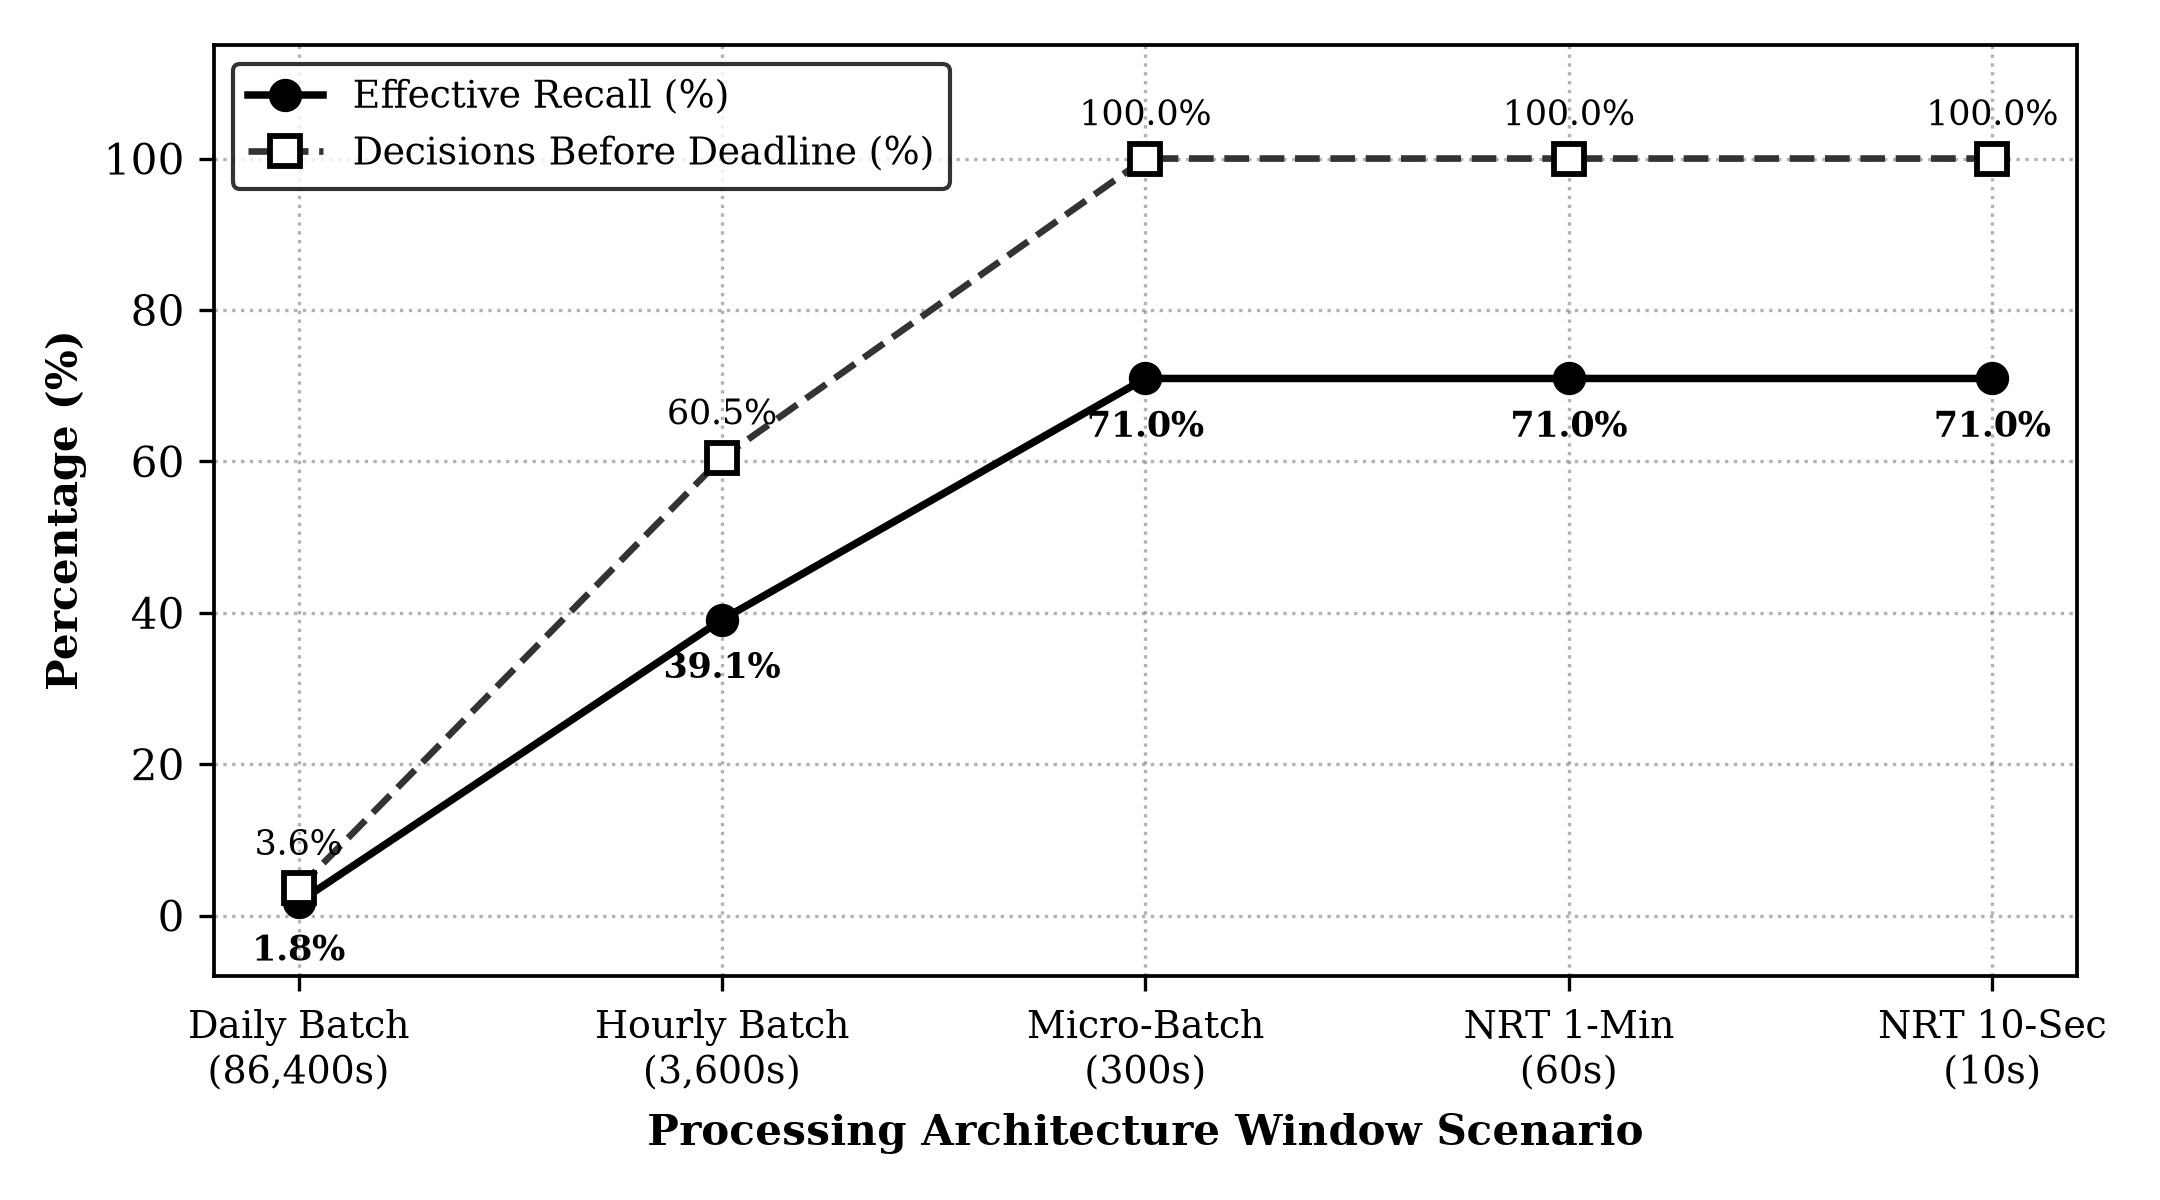 Effective Recall (%)
Decisions Before Deadline (%)
100.0%
100.0%
100.0%
100
80
71.0%
71.0%
71.0%
60.5%
60
40
39.1%
20
3.6%
0
1.8%
Percentage (%)
Daily Batch
(86,400s)
Hourly Batch
(3,600s)
Micro-Batch
(300s)
NRT 1-Min
(60s)
NRT 10-Sec
(10s)
Processing Architecture Window Scenario